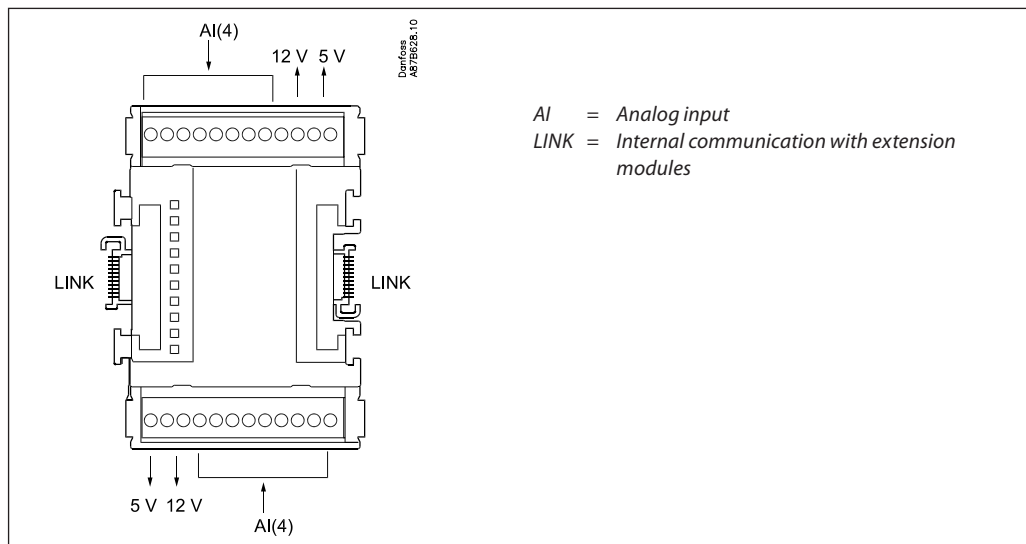 AI(4)
12 V 5 V
Danfoss
A87B628.10
AI = Analog input
LINK = Internal communication with extension
modules
LINK
LINK
5 V 12 V
AI(4)